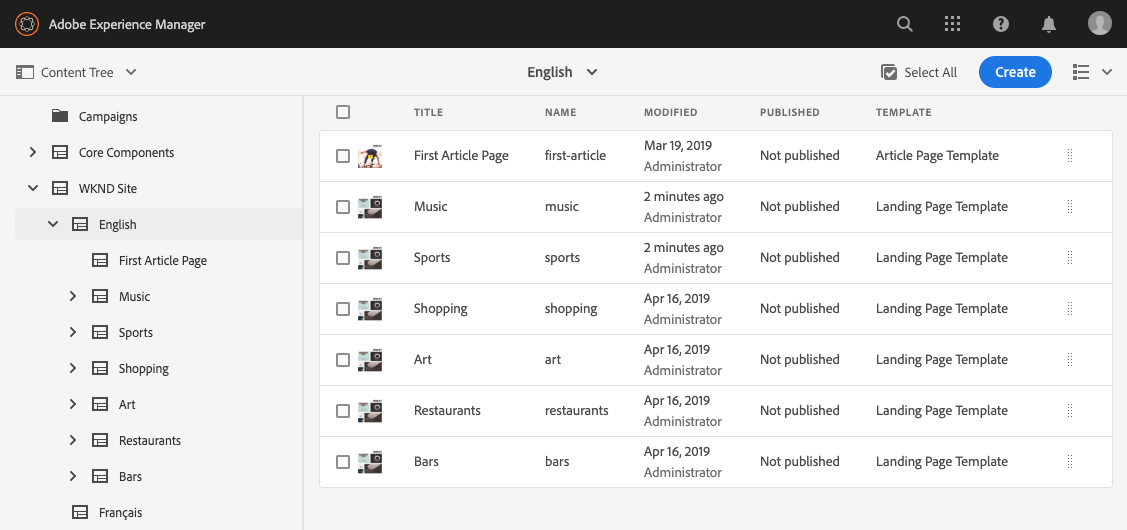 Adobe Experience Manager
Content Tree
English
Select All
Create
Campaigns
Core Components
WKND Site
English
First Article Page
Music
Sports
Shopping
Art
Restaurants
Bars
Français
TITLE NAME MODIFIED PUBLISHED TEMPLATE
First Article Page first-article Mar 19, 2019 Not published Article Page Template
Administrator
Music music 2 minutes ago Not published Landing Page Template
Administrator
Sports sports 2 minutes ago Not published Landing Page Template
Administrator
Shopping shopping Apr 16, 2019 Not published Landing Page Template
Administrator
Art art Apr 16, 2019 Not published Landing Page Template
Administrator
Restaurants restaurants Apr 16, 2019 Not published Landing Page Template
Administrator
Bars bars Apr 16, 2019 Not published Landing Page Template
Administrator